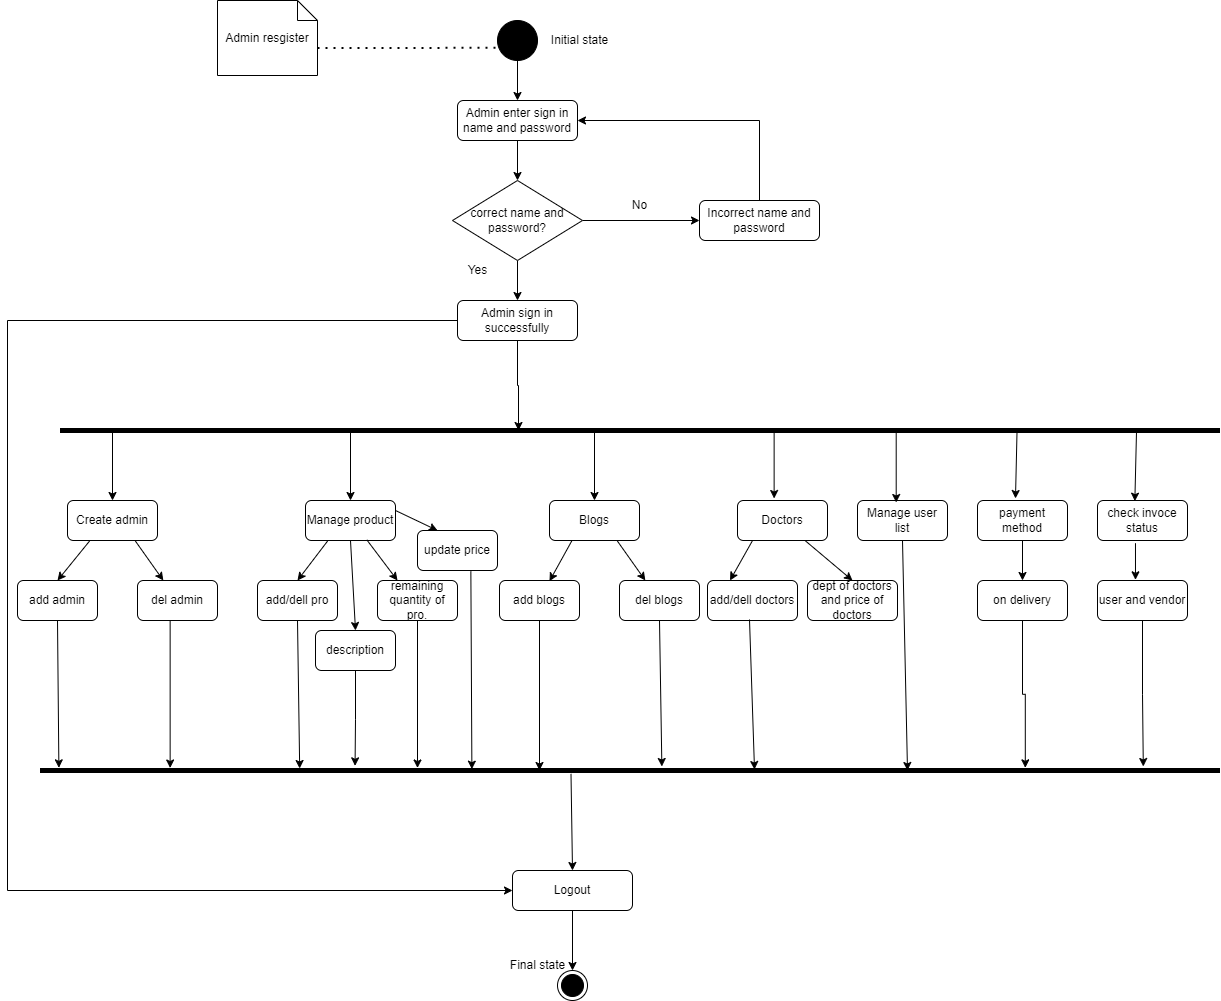 Admin resgister
Initial state
Admin enter sign in
name and password
No
correct name and
password?
Incorrect name and
password
Yes
Admin sign in
successfully
Create admin
Manage product
Blogs
Doctors
Manage user
list
payment
method
check invoce
status
update price
add admin
del admin
add/dell pro
remaining
quantity of
pro.
add blogs
del blogs
add/dell doctors
dept of doctors
and price of
doctors
on delivery
user and vendor
description
Logout
Final state